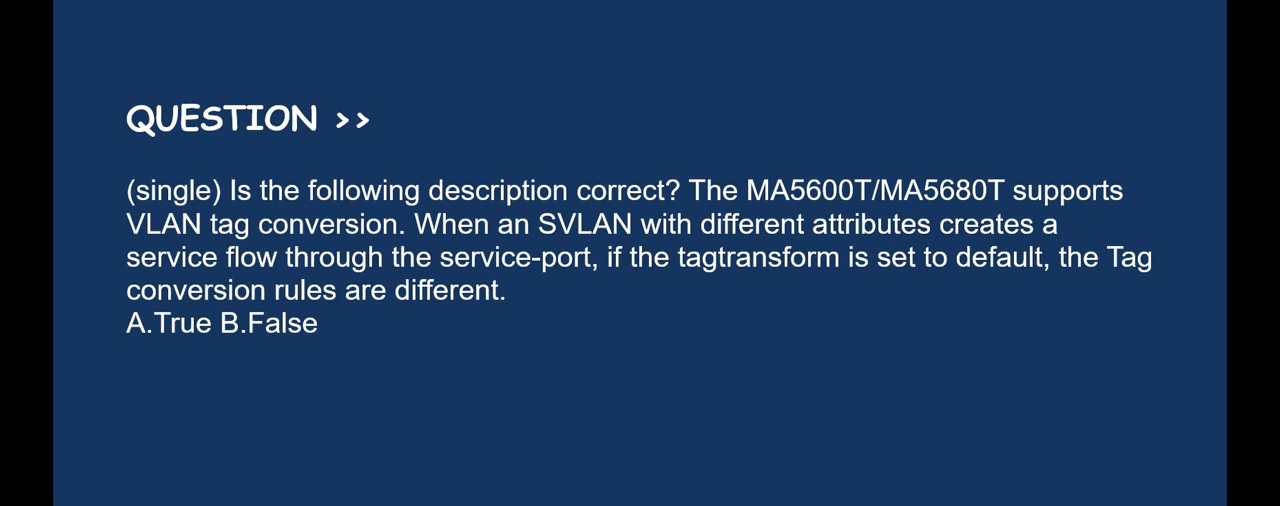 QUESTION >>
(single) Is the following description correct? The MA5600T/MA5680T supports
VLAN tag conversion. When an SVLAN with different attributes creates a
service flow through the service-port, if the tagtransform is set to default, the Tag
conversion rules are different.
A.True B.False